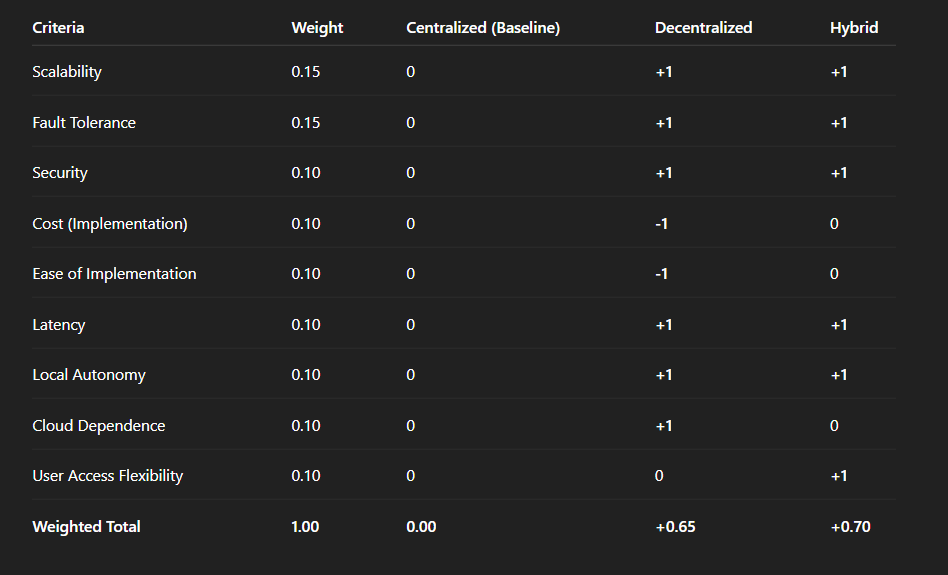 Criteria Weight Centralized (Baseline) Decentralized Hybrid
Scalability 0.15 0 +1 +1
Fault Tolerance 0.15 0 +1 +1
Security 0.10 0 +1 +1
Cost (Implementation) 0.10 0 -1 0
Ease of Implementation 0.10 0 -1 0
Latency 0.10 0 +1 +1
Local Autonomy 0.10 0 +1 +1
Cloud Dependence 0.10 0 +1 0
User Access Flexibility 0.10 0 0 +1
Weighted Total 1.00 0.00 +0.65 +0.70